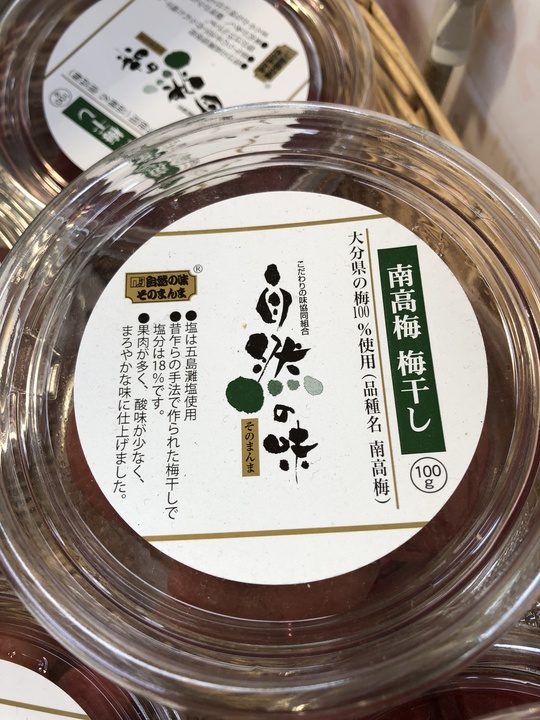 南高梅 梅干し
100g
大分県の梅100%使用(品種名 南高梅)
こだわりの味協同組合
自然の味
そのまんま
自然の味
そのまんま
®
●塩は五島灘塩使用
●昔乍らの手法で作られた梅干しで
塩分は18%です。
●果肉が多く、酸味が少なく、
まろやかな味に仕上げました。
梅干し